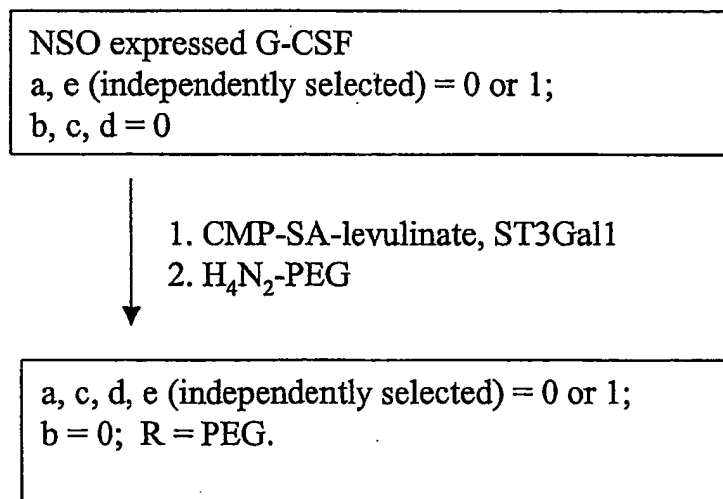 NSO expressed G-CSF
a, e (independently selected) = 0 or 1;
b, c, d = 0
1. CMP-SA-levulinate, ST3Gal1
2. H₄N₂-PEG
a, c, d, e (independently selected) = 0 or 1;
b = 0; R = PEG.